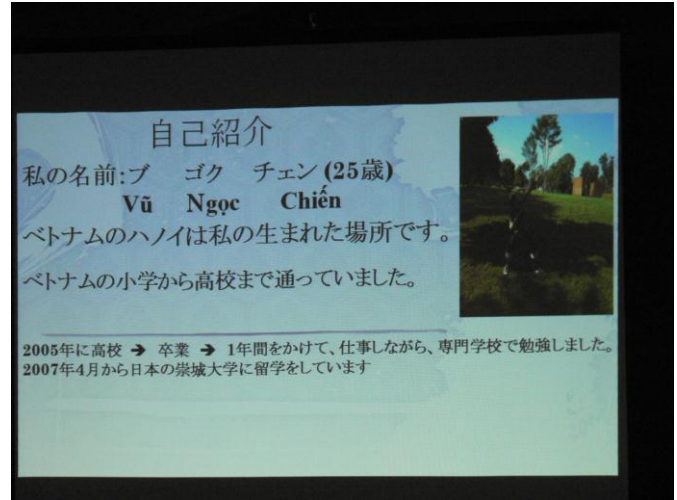 自己紹介
私の名前:ブ ゴク チェン (25歳)
Vũ Ngọc Chiến
ベトナムのハノイは私の生まれた場所です。
ベトナムの小学から高校まで通っていました。
2005年に高校 → 卒業 → 1年間をかけて、仕事しながら、専門学校で勉強しました。
2007年4月から日本の崇城大学に留学をしています